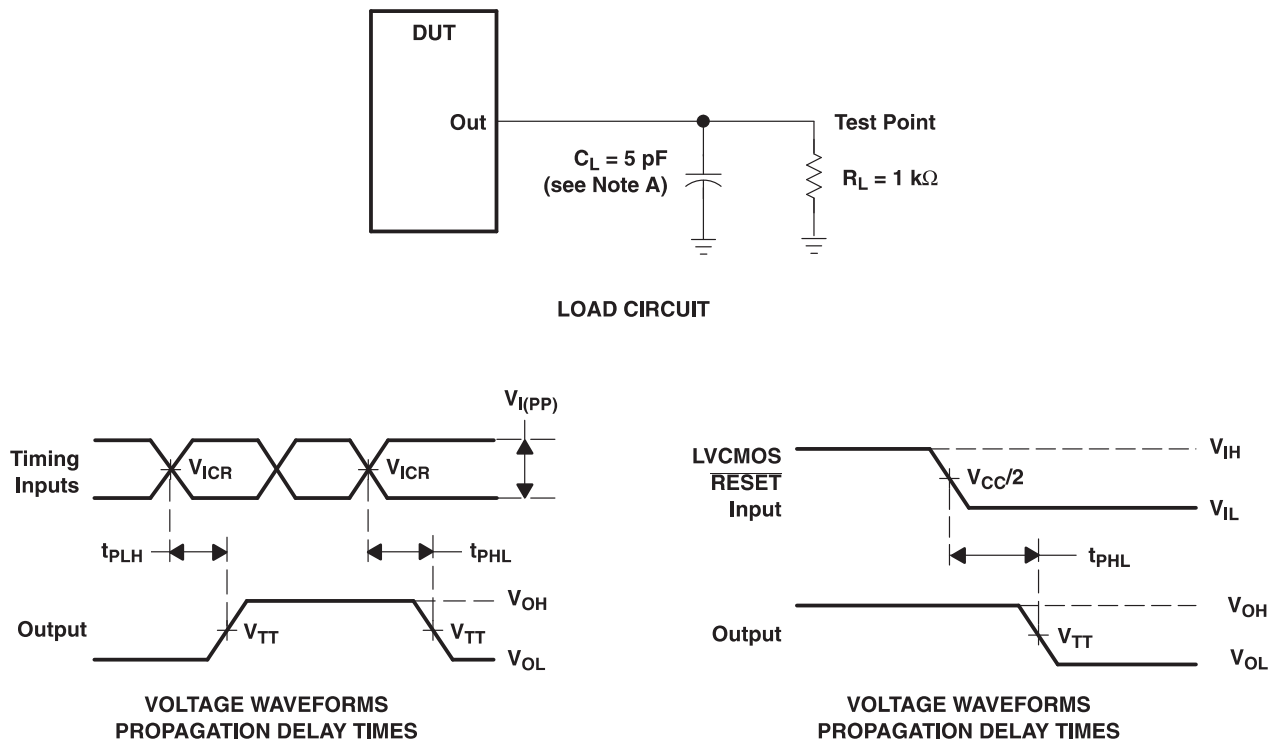 DUT
Out
Test Point
C_L = 5 pF
(see Note A)
R_L = 1 kΩ
LOAD CIRCUIT
V_I(PP)
Timing
Inputs
V_ICR
V_ICR
t_PLH
t_PHL
Output
V_TT
V_TT
V_OH
V_OL
VOLTAGE WAVEFORMS
PROPAGATION DELAY TIMES
LVCMOS
R̅E̅S̅E̅T̅
Input
V_CC/2
V_IH
V_IL
t_PHL
Output
V_TT
V_OH
V_OL
VOLTAGE WAVEFORMS
PROPAGATION DELAY TIMES